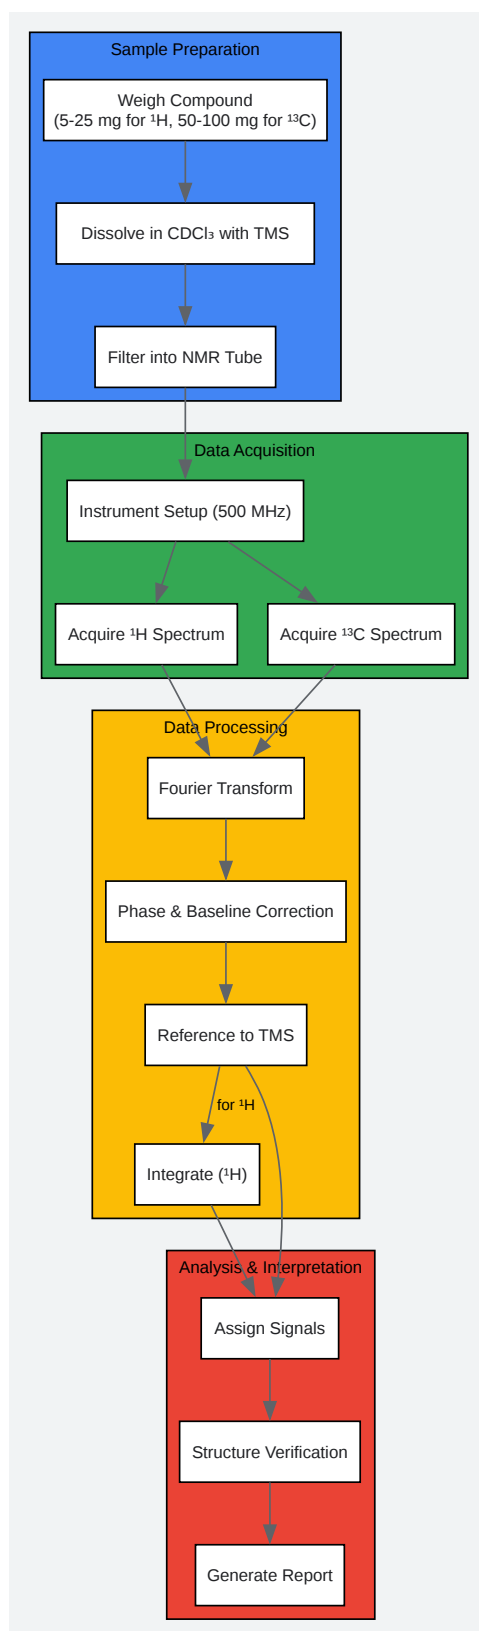 Sample Preparation
Weigh Compound
(5-25 mg for ¹H, 50-100 mg for ¹³C)
Dissolve in CDCl₃ with TMS
Filter into NMR Tube
Data Acquisition
Instrument Setup (500 MHz)
Acquire ¹H Spectrum
Acquire ¹³C Spectrum
Data Processing
Fourier Transform
Phase & Baseline Correction
Reference to TMS
for ¹H
Integrate (¹H)
Analysis & Interpretation
Assign Signals
Structure Verification
Generate Report